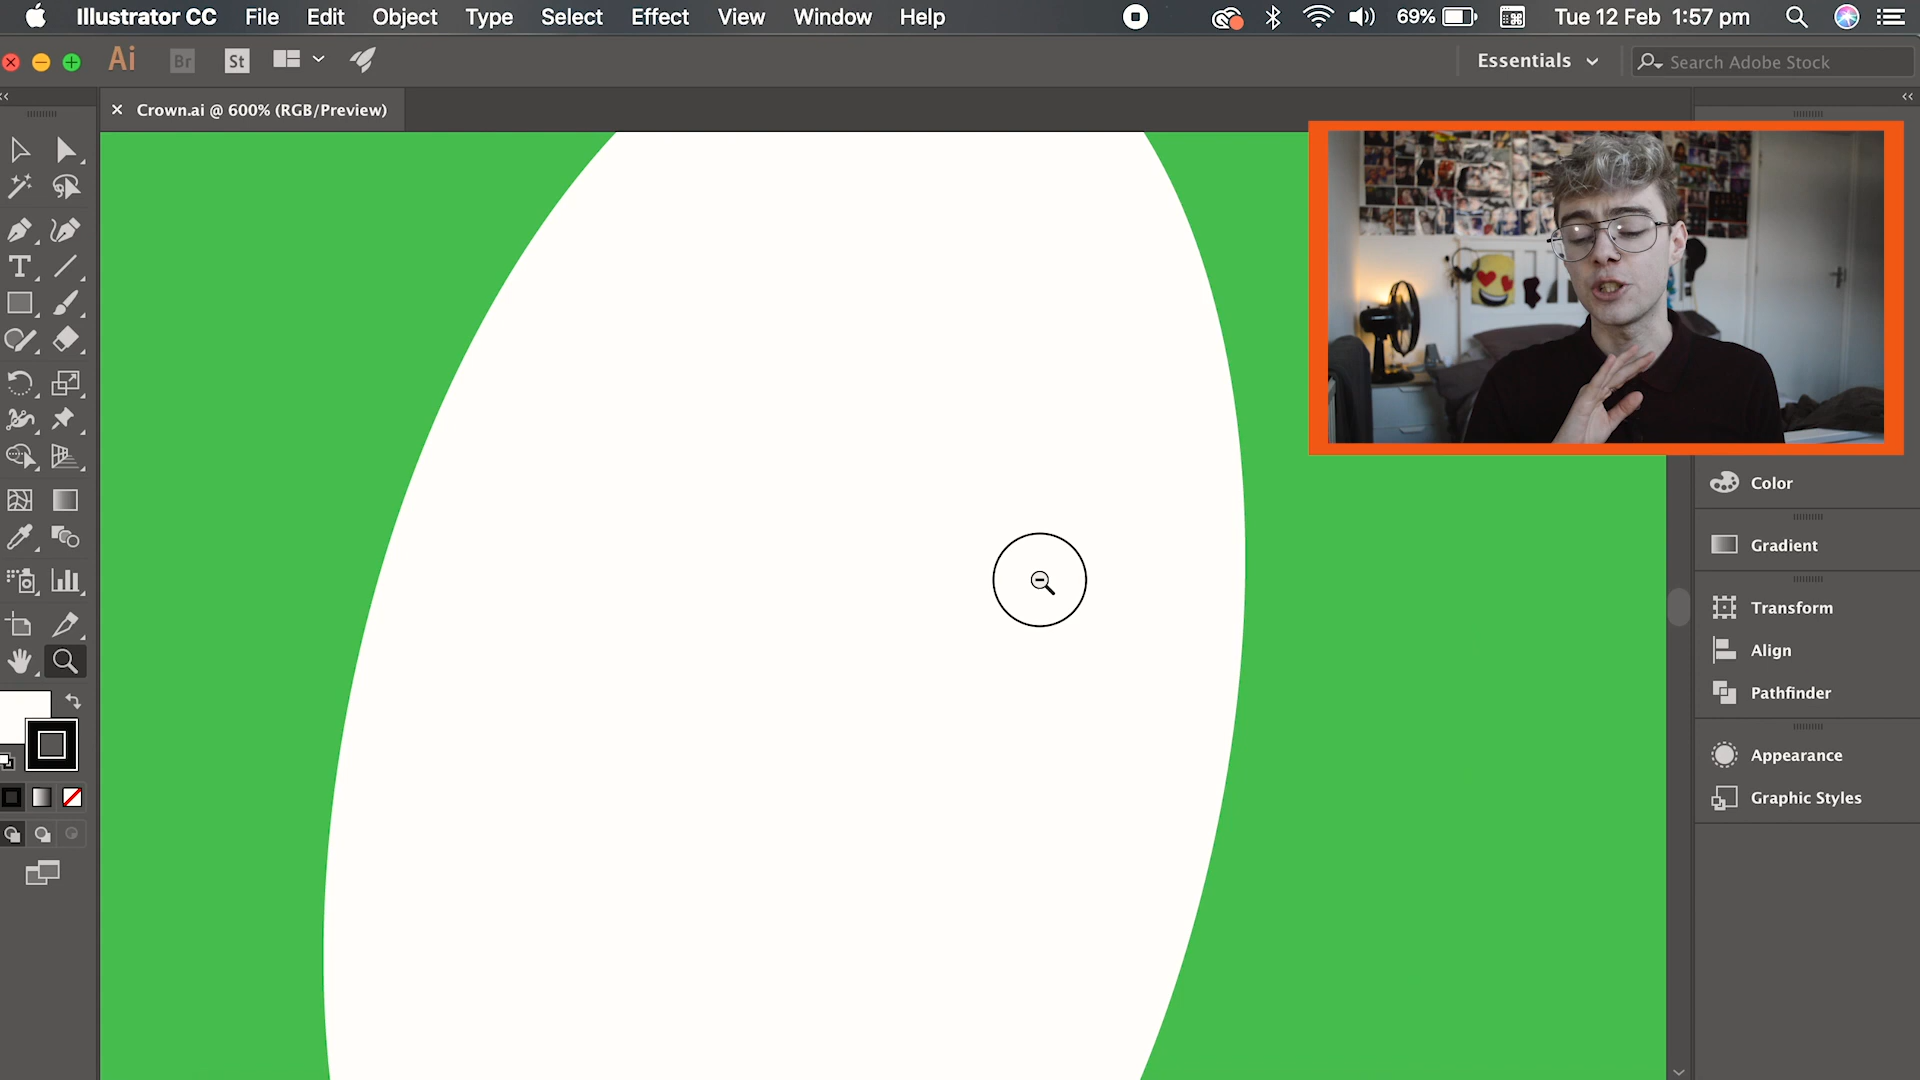 Illustrator CC File Edit Object Type Select Effect View Window Help 69% Tue 12 Feb 1:57 pm
Ai Br St Essentials Search Adobe Stock
Crown.ai @ 600% (RGB/Preview)
T
Color
Gradient
Transform
Align
Pathfinder
Appearance
Graphic Styles